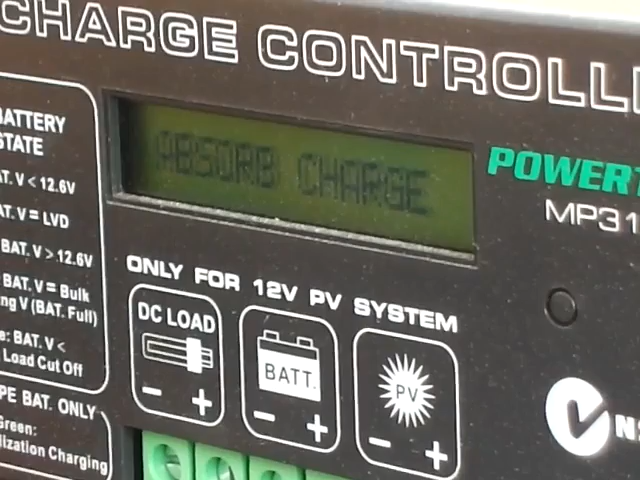 CHARGE CONTROLL
BATTERY
STATE
AT. V < 12.6V
AT. V = LVD
BAT. V > 12.6V
BAT. V = Bulk
ng V (BAT. Full)
e: BAT. V <
Load Cut Off
PE BAT. ONLY
Green:
lization Charging
ABSORB CHARGE
POWERT
MP31
ONLY FOR 12V PV SYSTEM
DC LOAD
- +
BATT.
- +
PV
- +
N